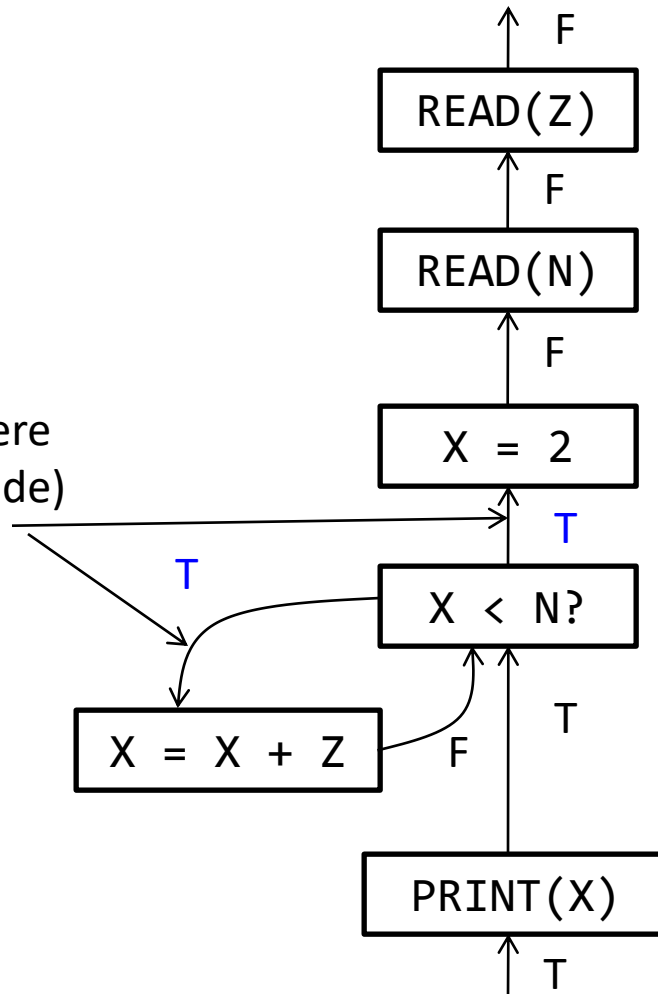 F
READ(Z)
F
READ(N)
F
X = 2
ere
de)
T
T
X < N?
T
X = X + Z
F
PRINT(X)
T